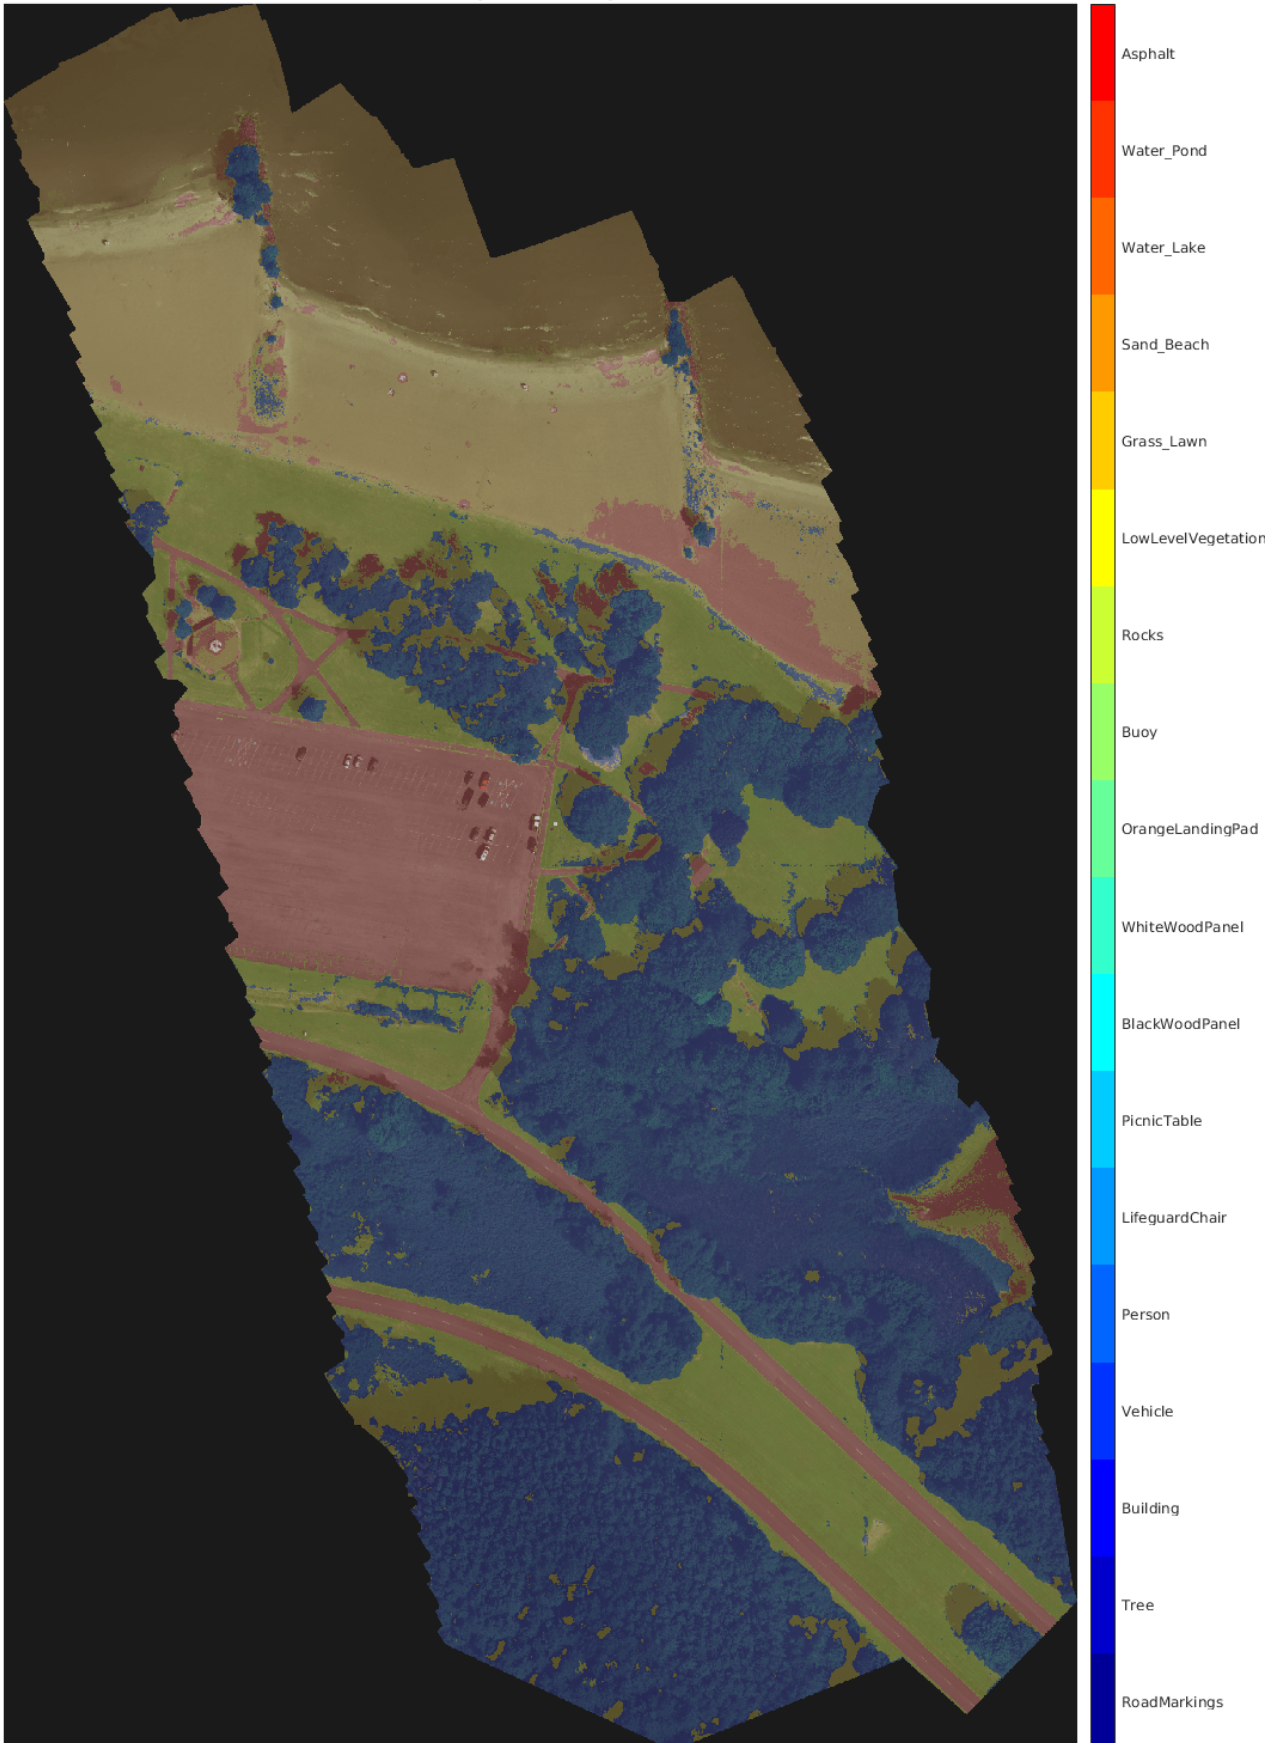 Asphalt
Water_Pond
Water_Lake
Sand_Beach
Grass_Lawn
LowLevelVegetation
Rocks
Buoy
OrangeLandingPad
WhiteWoodPanel
BlackWoodPanel
PicnicTable
LifeguardChair
Person
Vehicle
Building
Tree
RoadMarkings